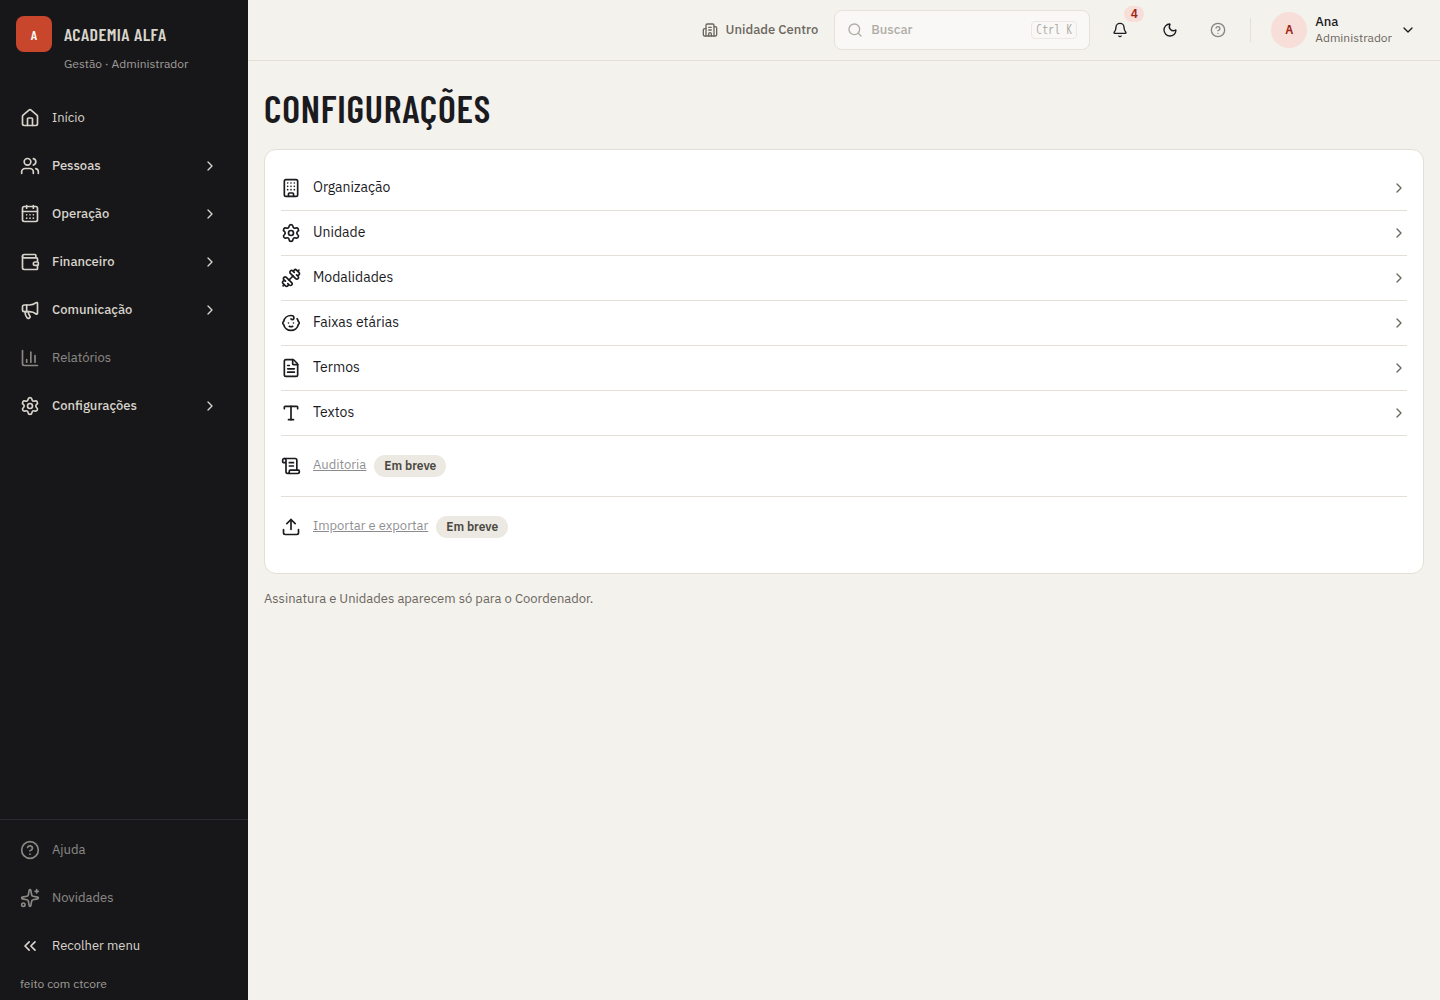 A
ACADEMIA ALFA
Gestão · Administrador
Início
Pessoas
Operação
Financeiro
Comunicação
Relatórios
Configurações
Ajuda
Novidades
Recolher menu
feito com ctcore
Unidade Centro
Buscar
Ctrl K
4
A
Ana
Administrador
CONFIGURAÇÕES
Organização
Unidade
Modalidades
Faixas etárias
Termos
Textos
Auditoria Em breve
Importar e exportar Em breve
Assinatura e Unidades aparecem só para o Coordenador.